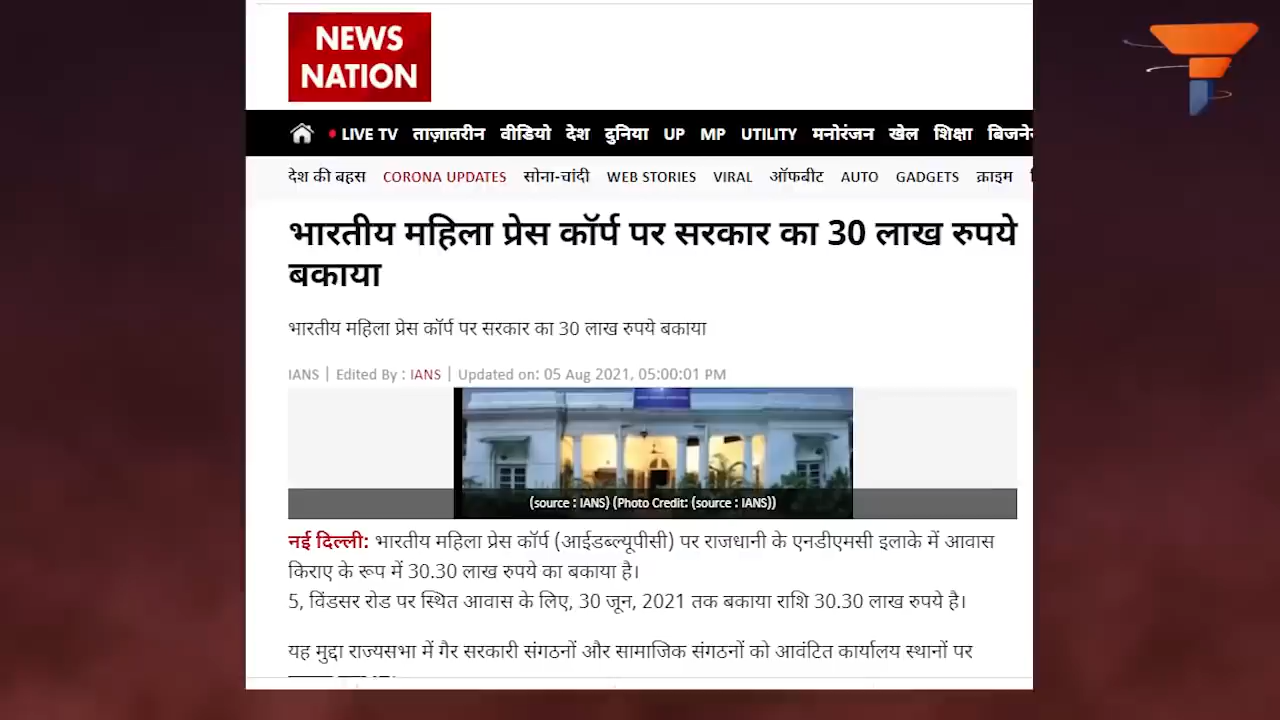 NEWS
NATION
LIVE TV ताज़ातरीन वीडियो देश दुनिया UP MP UTILITY मनोरंजन खेल शिक्षा
देश की बहस CORONA UPDATES सोना-चांदी WEB STORIES VIRAL ऑफबीट AUTO GADGETS क्राइम
भारतीय महिला प्रेस कॉर्प पर सरकार का 30 लाख रुपये
बकाया
भारतीय महिला प्रेस कॉर्प पर सरकार का 30 लाख रुपये बकाया
IANS | Edited By : IANS | Updated on: 05 Aug 2021, 05:00:01 PM
(source : IANS) (Photo Credit: (source : IANS))
नई दिल्ली: भारतीय महिला प्रेस कॉर्प (आईडब्ल्यूपीसी) पर राजधानी के एनडीएमसी इलाके में आवास
किराए के रूप में 30.30 लाख रुपये का बकाया है।
5, विंडसर रोड पर स्थित आवास के लिए, 30 जून, 2021 तक बकाया राशि 30.30 लाख रुपये है।
यह मुद्दा राज्यसभा में गैर सरकारी संगठनों और सामाजिक संगठनों को आवंटित कार्यालय स्थानों पर